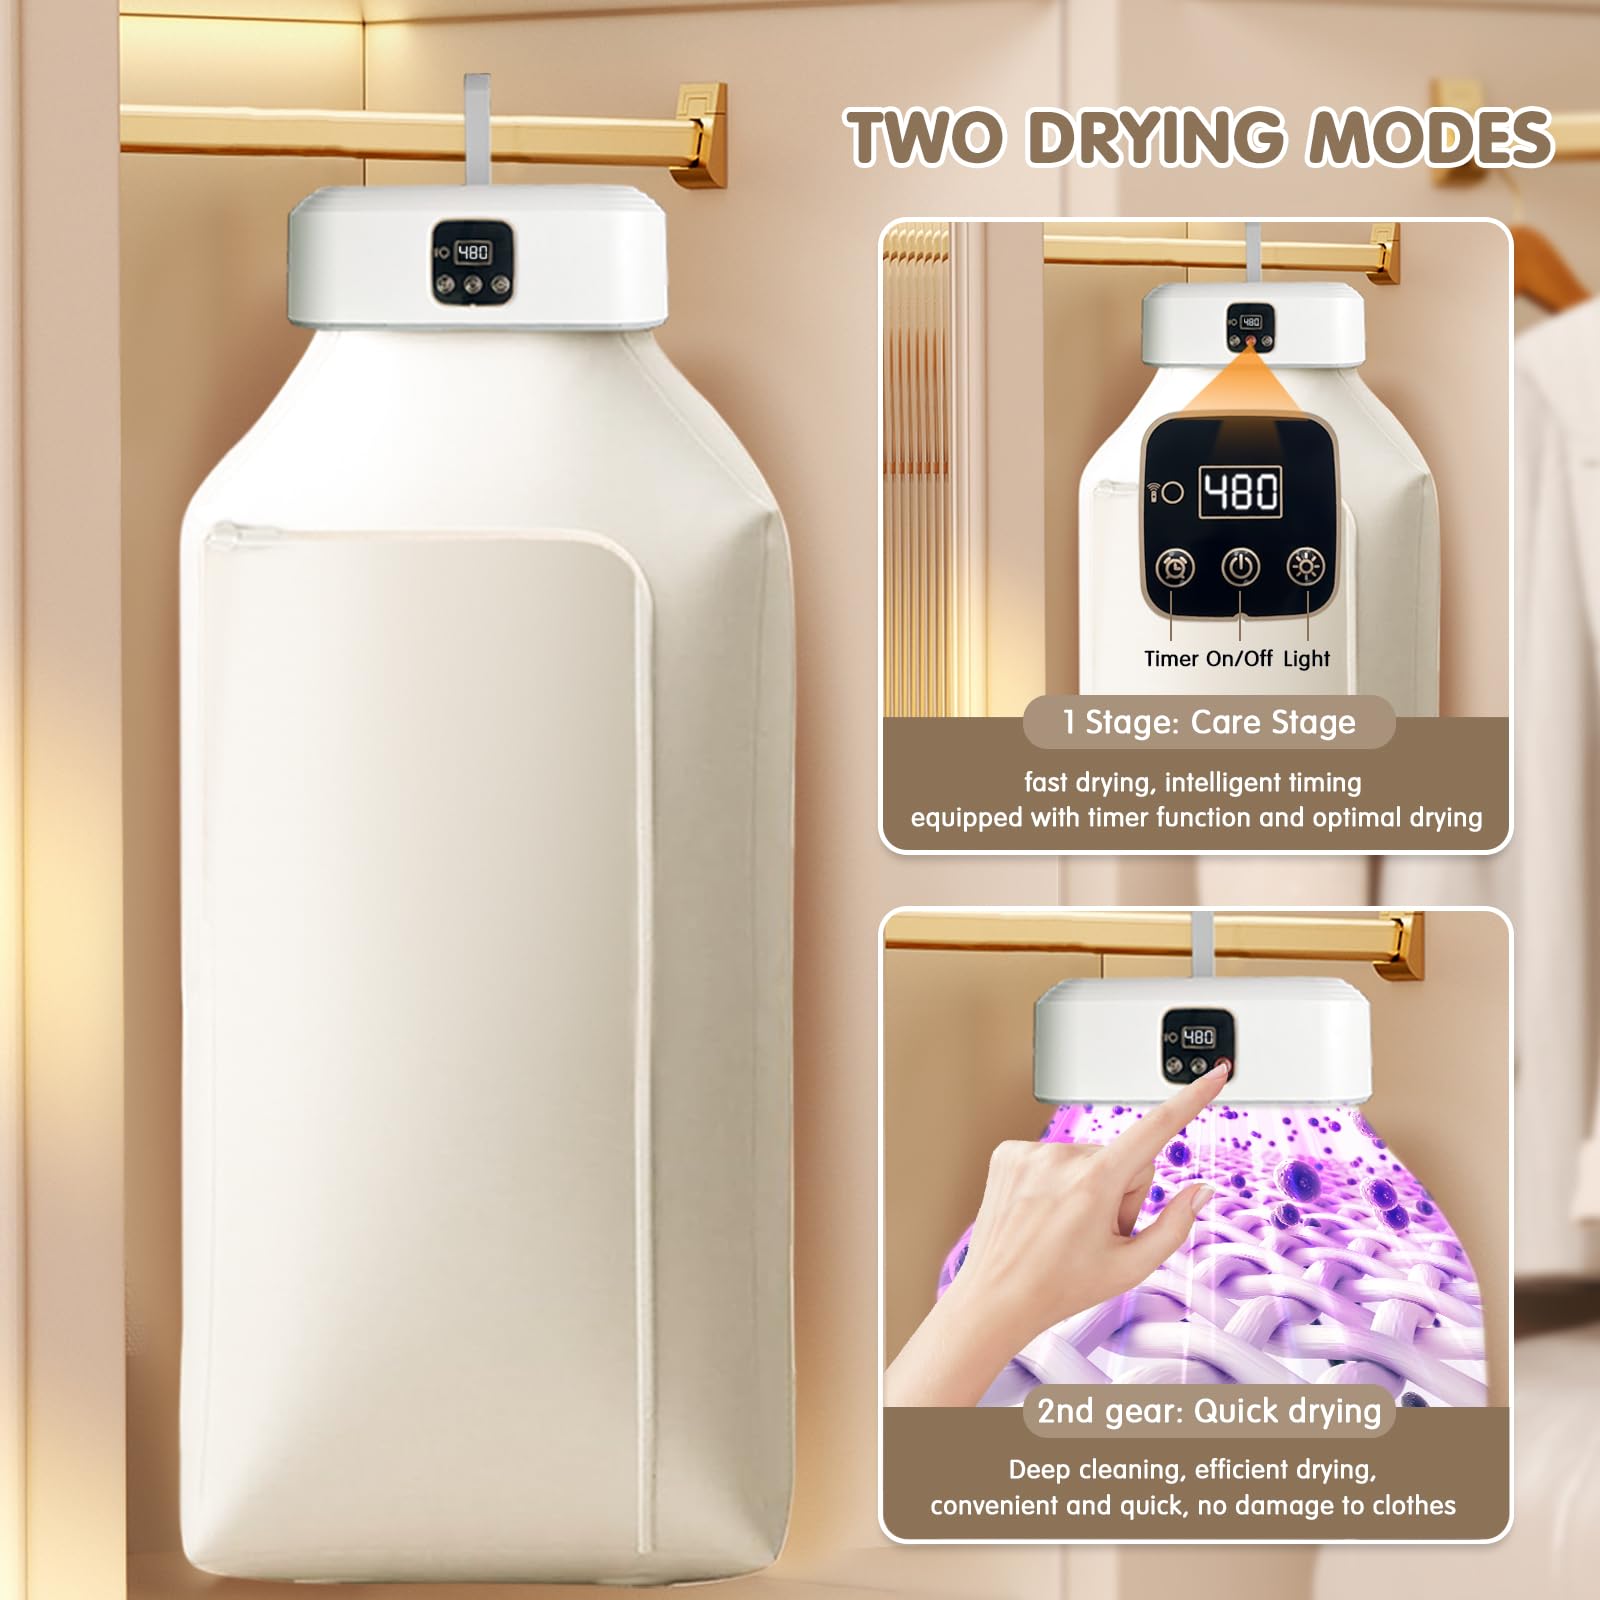 TWO DRYING MODES
480
480
480
Timer On/Off Light
1 Stage: Care Stage
fast drying, intelligent timing
equipped with timer function and optimal drying
480
2nd gear: Quick drying
Deep cleaning, efficient drying,
convenient and quick, no damage to clothes